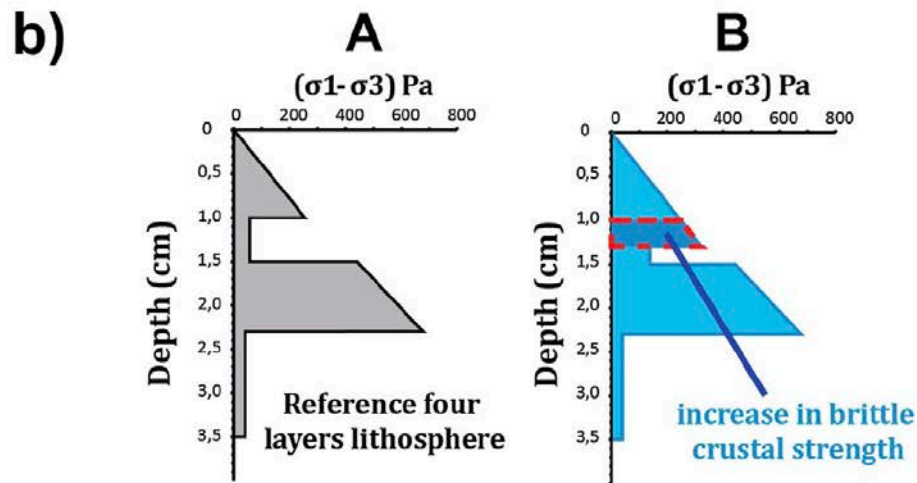 b)
A
(σ1-σ3) Pa
0 200 400 600 800
0
0,5
1,0
1,5
2,0
2,5
3,0
3,5
Depth (cm)
Reference four
layers lithosphere
B
(σ1-σ3) Pa
0 200 400 600 800
0
0,5
1,0
1,5
2,0
2,5
3,0
3,5
Depth (cm)
increase in brittle
crustal strength